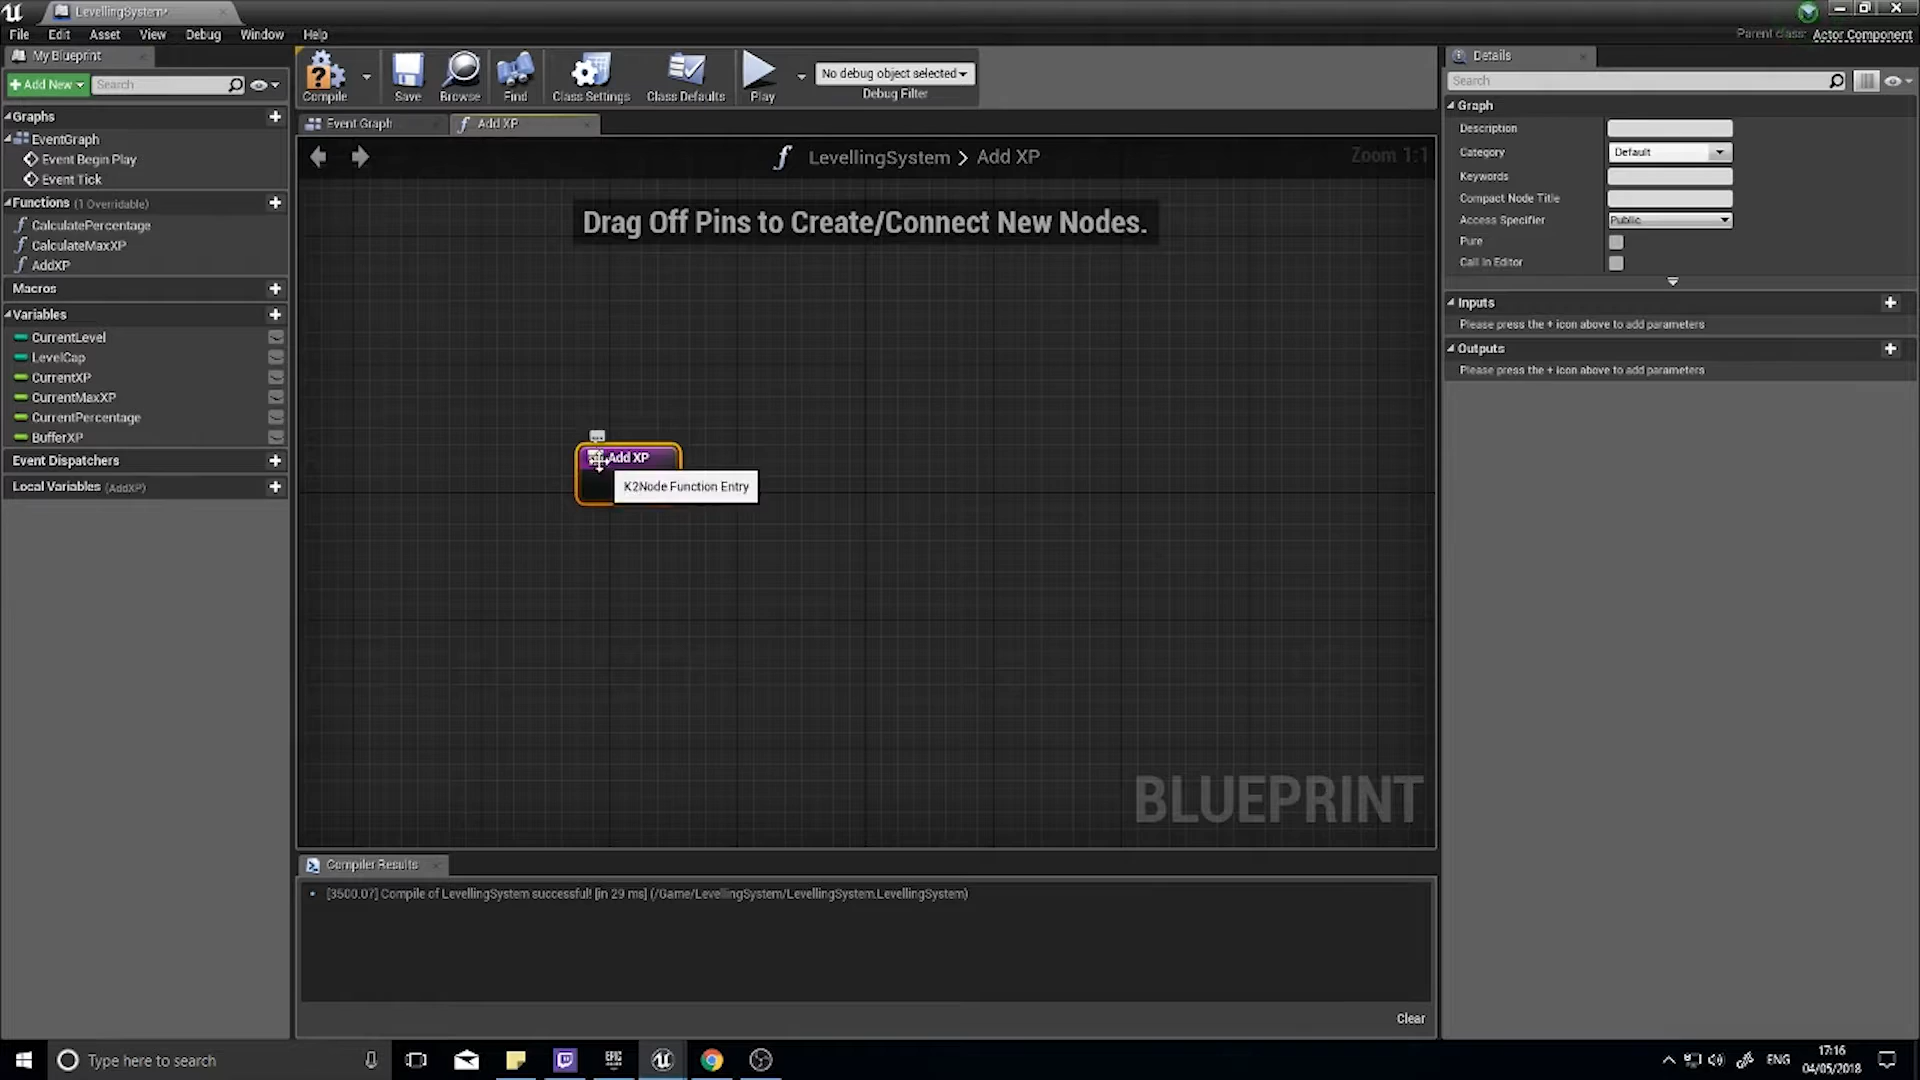 LevellingSystem*
File Edit Asset View Debug Window Help
Parent class: Actor Component
My Blueprint
Add New
Search
Graphs
EventGraph
Event Begin Play
Event Tick
Functions (1 Overridable)
CalculatePercentage
CalculateMaxXP
AddXP
Macros
Variables
CurrentLevel
LevelCap
CurrentXP
CurrentMaxXP
CurrentPercentage
BufferXP
Event Dispatchers
Local Variables (AddXP)
Compile
Save
Browse
Find
Class Settings
Class Defaults
Play
No debug object selected
Debug Filter
Event Graph
Add XP
LevellingSystem > Add XP
Zoom 1:1
Drag Off Pins to Create/Connect New Nodes.
Add XP
K2Node Function Entry
BLUEPRINT
Compiler Results
[3500.07] Compile of LevellingSystem successful! [in 29 ms] (/Game/LevellingSystem/LevellingSystem.LevellingSystem)
Clear
Details
Search
Graph
Description
Category
Default
Keywords
Compact Node Title
Access Specifier
Public
Pure
Call In Editor
Inputs
Please press the + icon above to add parameters
Outputs
Please press the + icon above to add parameters
Type here to search
EPIC
ENG
17:16
04/05/2018